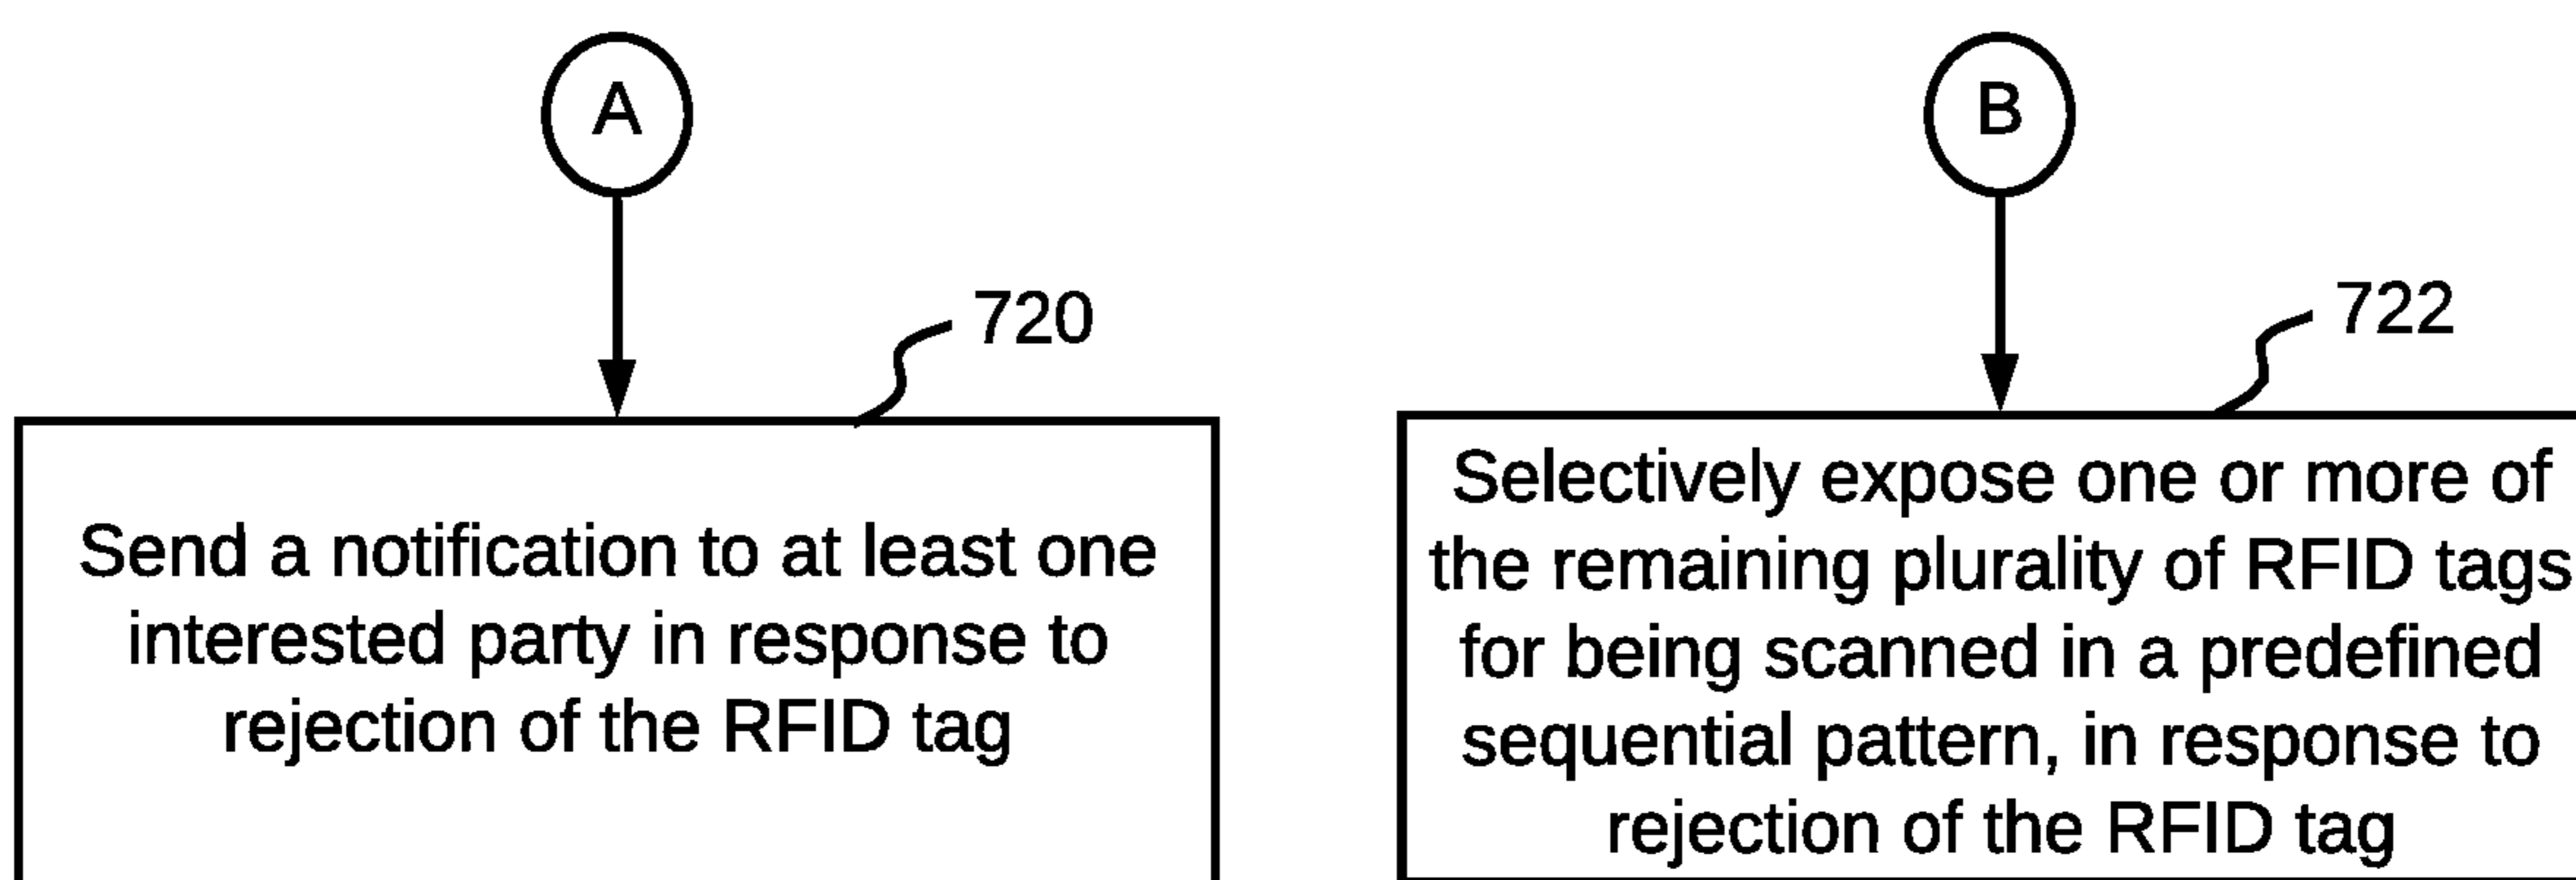 A
720
Send a notification to at least one
interested party in response to
rejection of the RFID tag
B
722
Selectively expose one or more of
the remaining plurality of RFID tags
for being scanned in a predefined
sequential pattern, in response to
rejection of the RFID tag